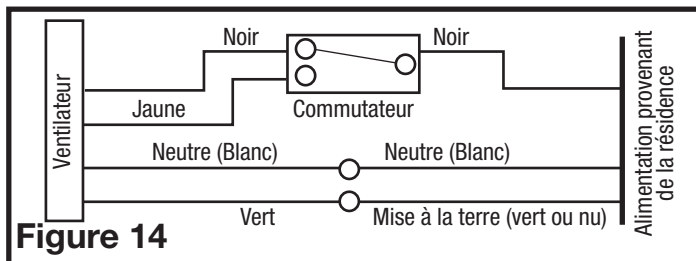 Noir
Noir
Ventilateur
Jaune
Commutateur
Neutre (Blanc)
Neutre (Blanc)
Vert
Mise à la terre (vert ou nu)
Alimentation provenant
de la résidence
Figure 14